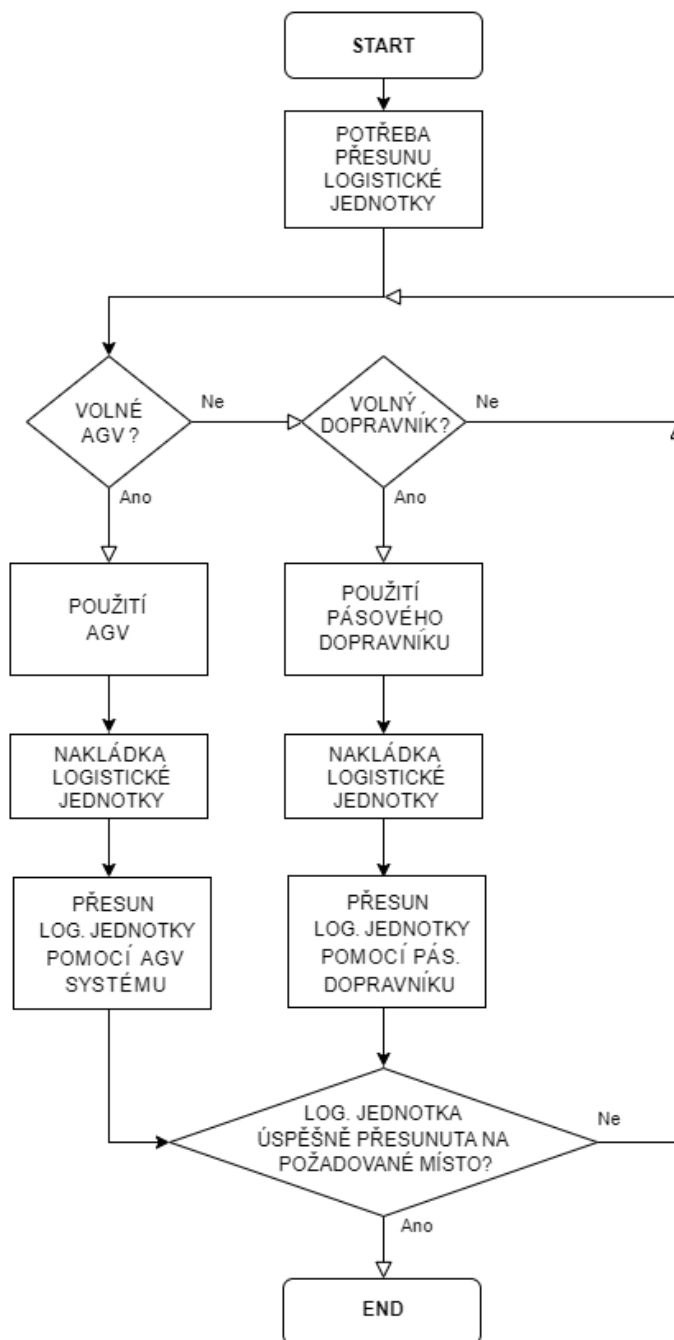 START
POTŘEBA
PŘESUNU
LOGISTICKÉ
JEDNOTKY
VOLNÉ
AGV ?
Ne
VOLNÝ
DOPRAVNÍK?
Ne
Ano
Ano
POUŽITÍ
AGV
POUŽITÍ
PÁSOVÉHO
DOPRAVNÍKU
NAKLÁDKA
LOGISTICKÉ
JEDNOTKY
NAKLÁDKA
LOGISTICKÉ
JEDNOTKY
PŘESUN
LOG. JEDNOTKY
POMOCÍ AGV
SYSTÉMU
PŘESUN
LOG. JEDNOTKY
POMOCÍ PÁS.
DOPRAVNÍKU
LOG. JEDNOTKA
ÚSPĚŠNĚ PŘESUNUTA NA
POŽADOVANÉ MÍSTO?
Ne
Ano
END